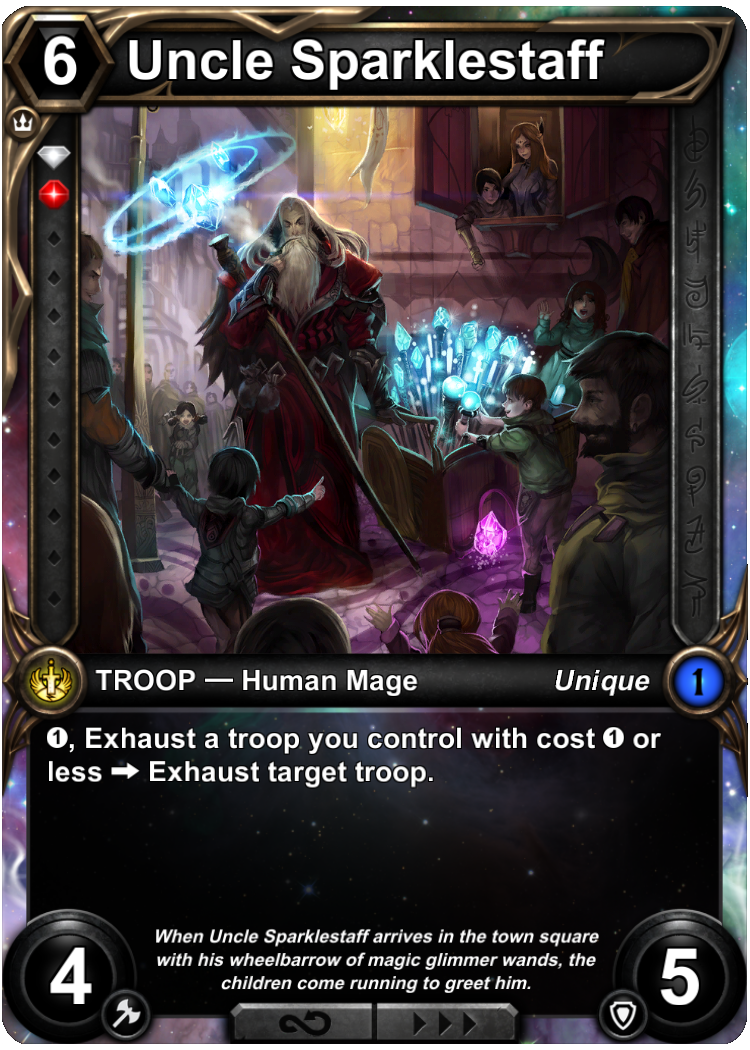 6 Uncle Sparklestaff
TROOP — Human Mage Unique 1
❶, Exhaust a troop you control with cost ❶ or
less ➡ Exhaust target troop.
When Uncle Sparklestaff arrives in the town square
with his wheelbarrow of magic glimmer wands, the
children come running to greet him.
4 5